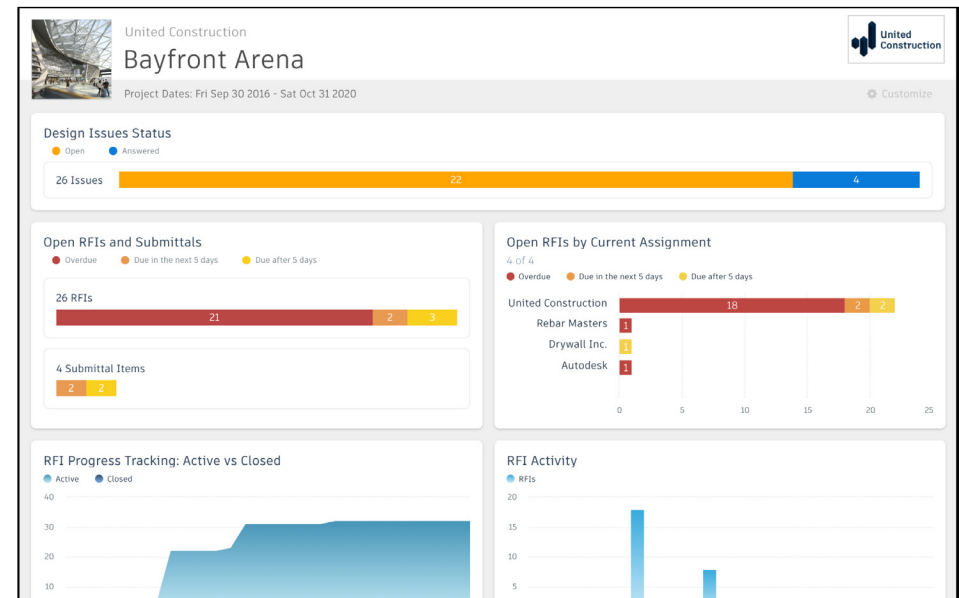 United Construction
Bayfront Arena
United
Construction
Project Dates: Fri Sep 30 2016 - Sat Oct 31 2020
Customize
Design Issues Status
Open Answered
26 Issues 22 4
Open RFIs and Submittals
Overdue Due in the next 5 days Due after 5 days
26 RFIs
21 2 3
4 Submittal Items
2 2
Open RFIs by Current Assignment
4 of 4
Overdue Due in the next 5 days Due after 5 days
United Construction 18 2 2
Rebar Masters 1
Drywall Inc. 1
Autodesk 1
0 5 10 15 20 25
RFI Progress Tracking: Active vs Closed
Active Closed
40
30
20
10
RFI Activity
RFIs
20
15
10
5